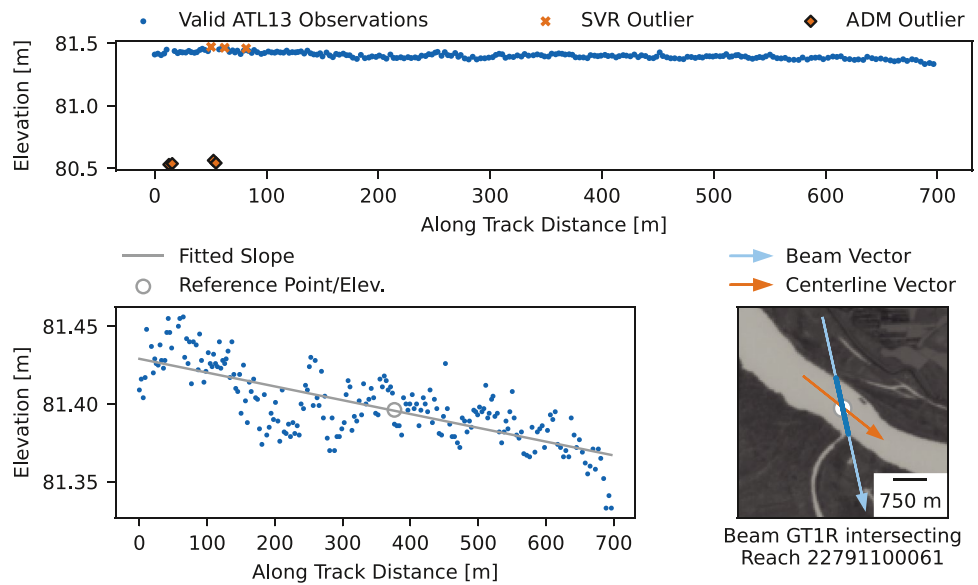 Valid ATL13 Observations
SVR Outlier
ADM Outlier
Elevation [m]
81.5
81.0
80.5
0
100
200
300
400
500
600
700
Along Track Distance [m]
Fitted Slope
Reference Point/Elev.
Beam Vector
Centerline Vector
Elevation [m]
81.45
81.40
81.35
0
100
200
300
400
500
600
700
Along Track Distance [m]
750 m
Beam GT1R intersecting
Reach 22791100061